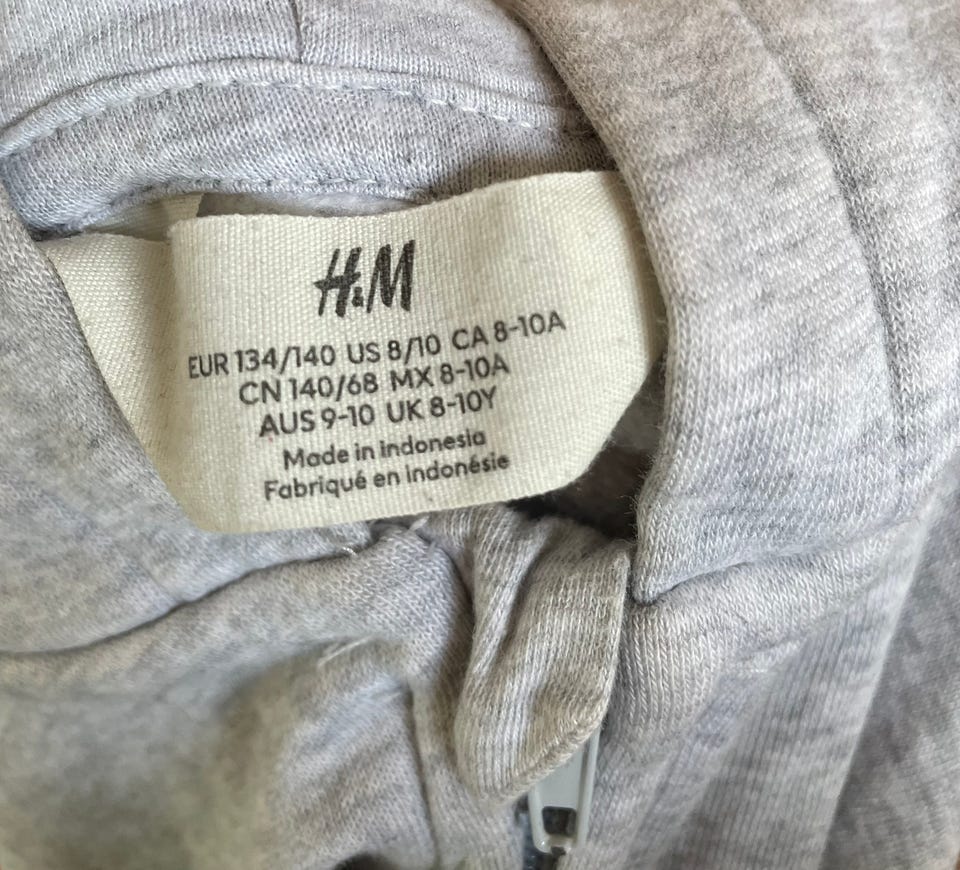 H&M
EUR 134/140 US 8/10 CA 8-10A
CN 140/68 MX 8-10A
AUS 9-10 UK 8-10Y
Made in indonesia
Fabriqué en indonésie